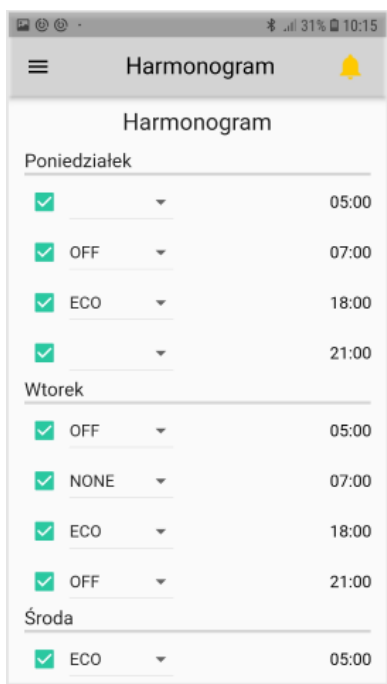 31% 10:15
Harmonogram
Harmonogram
Poniedziałek
05:00
OFF 07:00
ECO 18:00
21:00
Wtorek
OFF 05:00
NONE 07:00
ECO 18:00
OFF 21:00
Środa
ECO 05:00